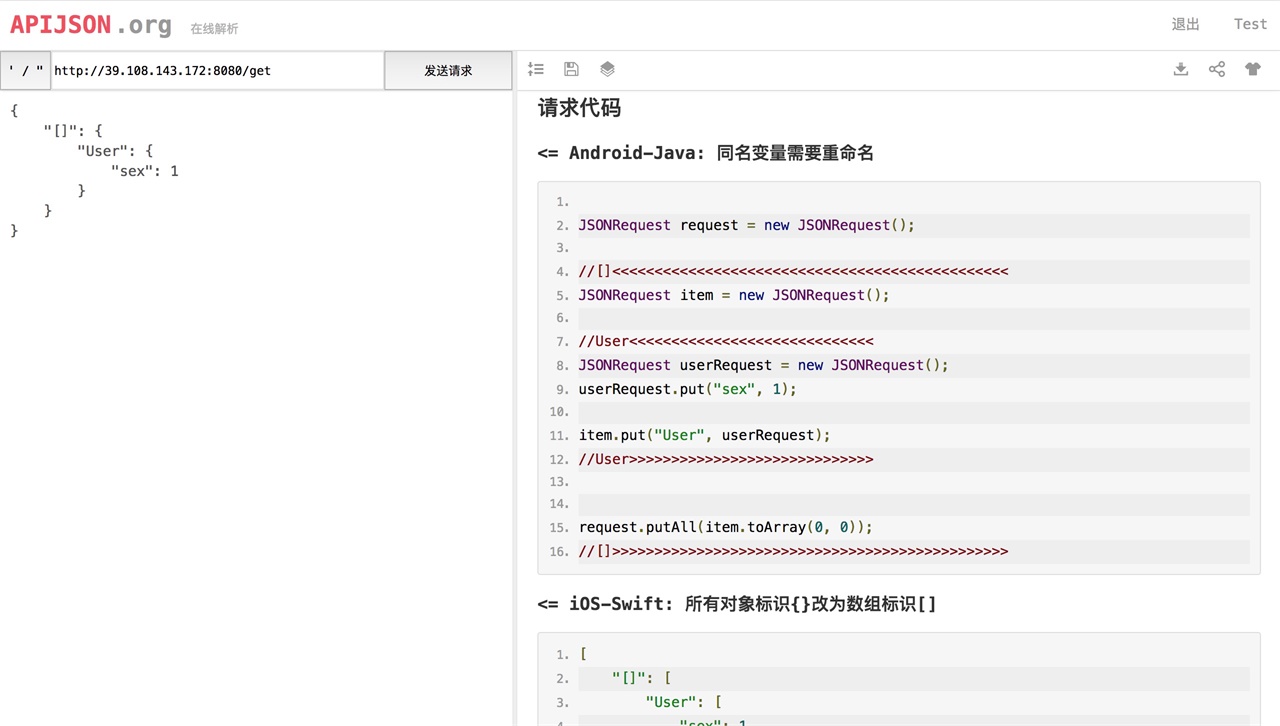 APIJSON.org 在线解析 退出 Test
' / " http://39.108.143.172:8080/get 发送请求
{
    "[]": {
        "User": {
            "sex": 1
        }
    }
}
请求代码
<= Android-Java: 同名变量需要重命名
1.
2. JSONRequest request = new JSONRequest();
3.
4. //[]<<<<<<<<<<<<<<<<<<<<<<<<<<<<<<<<<<<<<<<<<<<<<<<
5. JSONRequest item = new JSONRequest();
6.
7. //User<<<<<<<<<<<<<<<<<<<<<<<<<<<<<
8. JSONRequest userRequest = new JSONRequest();
9. userRequest.put("sex", 1);
10.
11. item.put("User", userRequest);
12. //User>>>>>>>>>>>>>>>>>>>>>>>>>>>>>
13.
14.
15. request.putAll(item.toArray(0, 0));
16. //[]>>>>>>>>>>>>>>>>>>>>>>>>>>>>>>>>>>>>>>>>>>>>>>>
<= iOS-Swift: 所有对象标识{}改为数组标识[]
1. [
2.     "[]": [
3.         "User": [
4.             "sex": 1